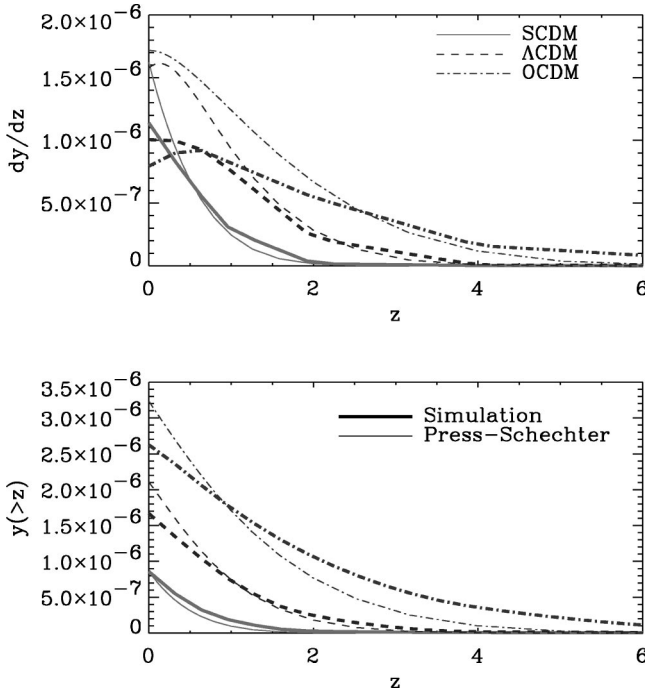 2.0×10⁻⁶
SCDM
ΛCDM
OCDM
1.5×10⁻⁶
1.0×10⁻⁶
5.0×10⁻⁷
0
dy/dz
0 2 4 6
z
3.5×10⁻⁶
3.0×10⁻⁶
2.5×10⁻⁶
2.0×10⁻⁶
1.5×10⁻⁶
1.0×10⁻⁶
5.0×10⁻⁷
0
y(>z)
Simulation
Press-Schechter
0 2 4 6
z